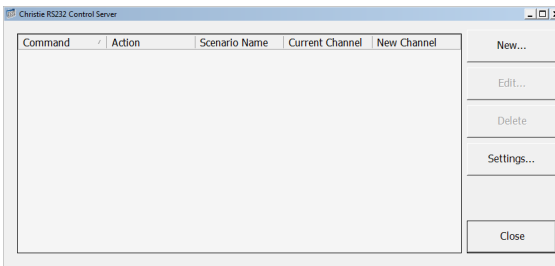 Christie RS232 Control Server
Command Action Scenario Name Current Channel New Channel
New...
Edit...
Delete
Settings...
Close